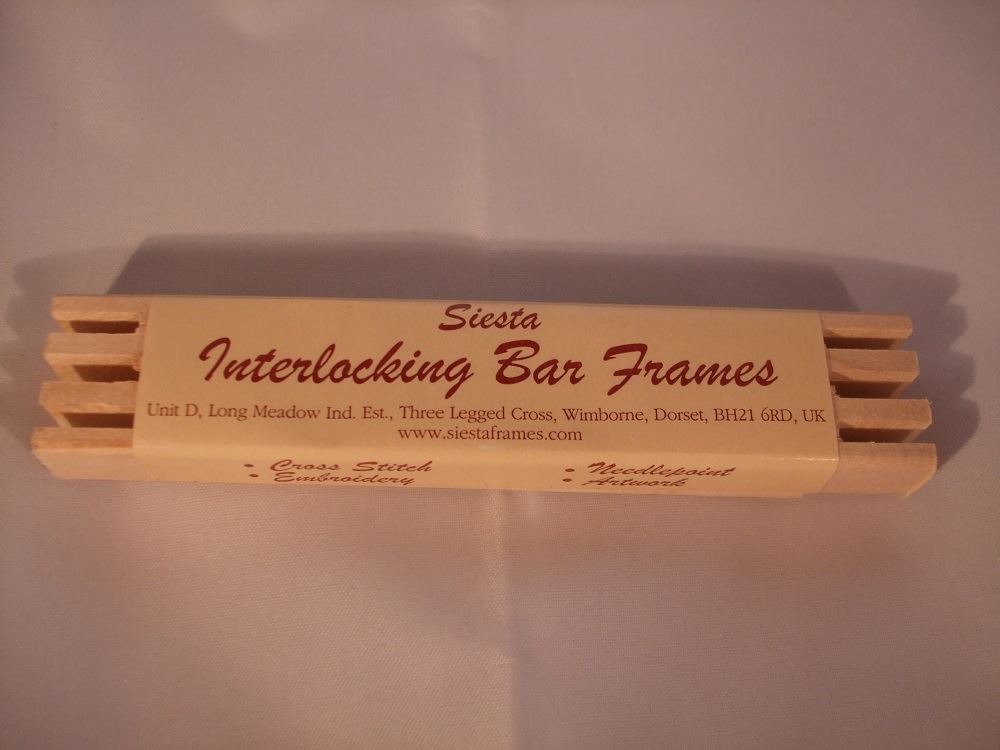 Siesta
Interlocking Bar Frames
Unit D, Long Meadow Ind. Est., Three Legged Cross, Wimborne, Dorset, BH21 6RD, UK
www.siestaframes.com
• Cross Stitch • Needlepoint
• Embroidery • Artwork